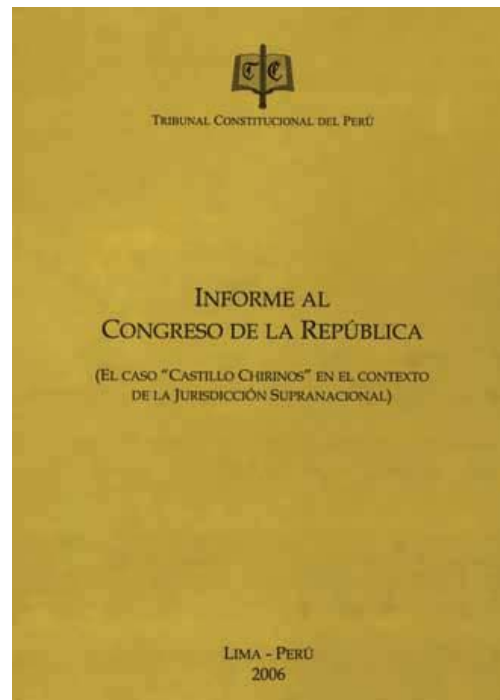 T C
TRIBUNAL CONSTITUCIONAL DEL PERÚ
INFORME AL
CONGRESO DE LA REPÚBLICA
(EL CASO "CASTILLO CHIRINOS" EN EL CONTEXTO
DE LA JURISDICCIÓN SUPRANACIONAL)
LIMA - PERÚ
2006